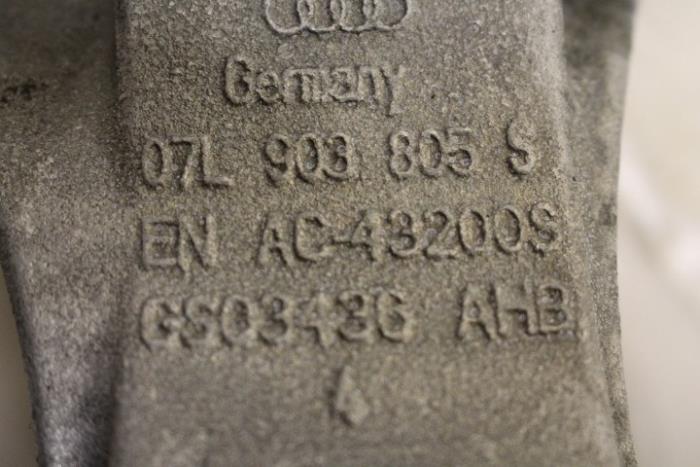 Germany
07L 903 805 S
EN AC-43200S
GS03436 AHB